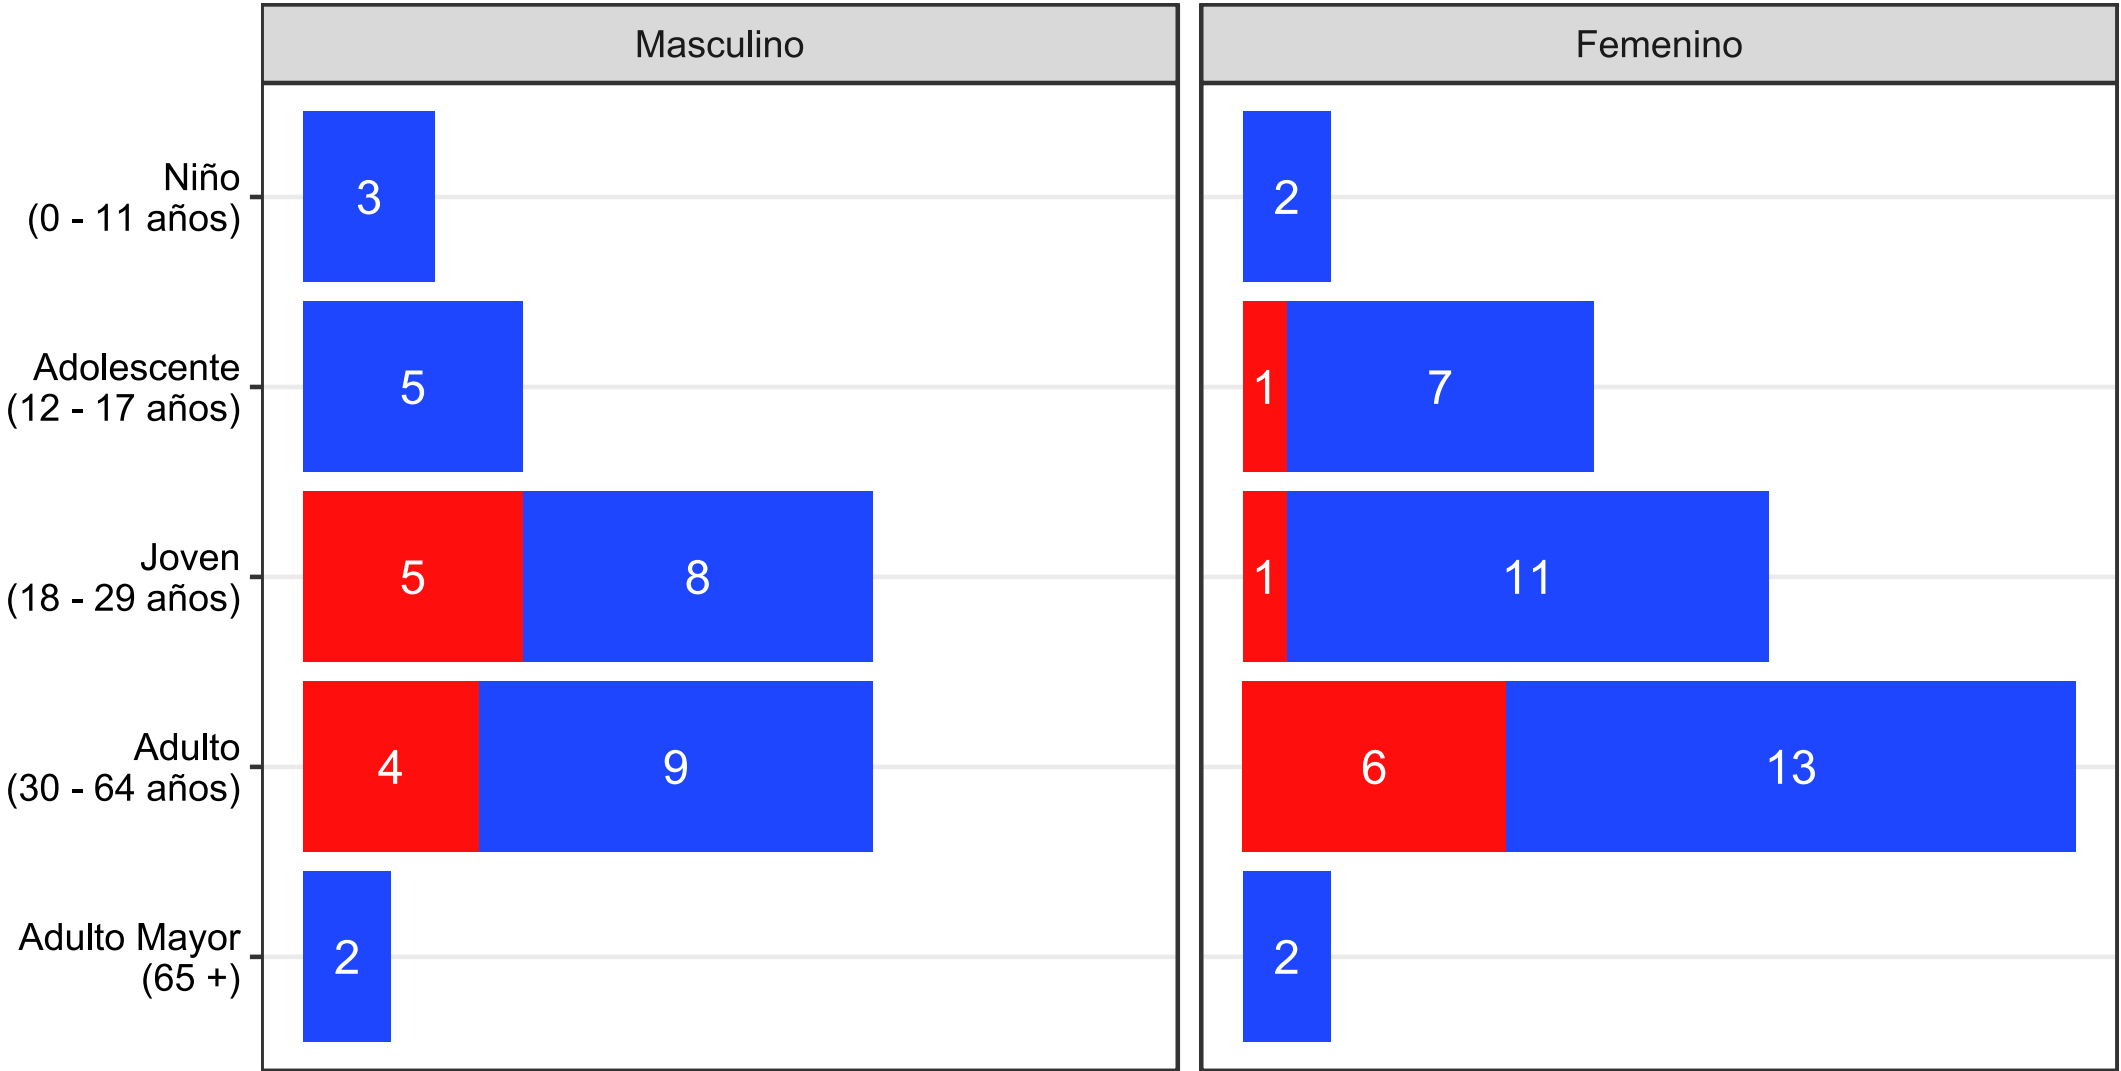 Masculino
Femenino
Niño
(0 - 11 años)
3
2
Adolescente
(12 - 17 años)
5
1
7
Joven
(18 - 29 años)
5
8
1
11
Adulto
(30 - 64 años)
4
9
6
13
Adulto Mayor
(65 +)
2
2